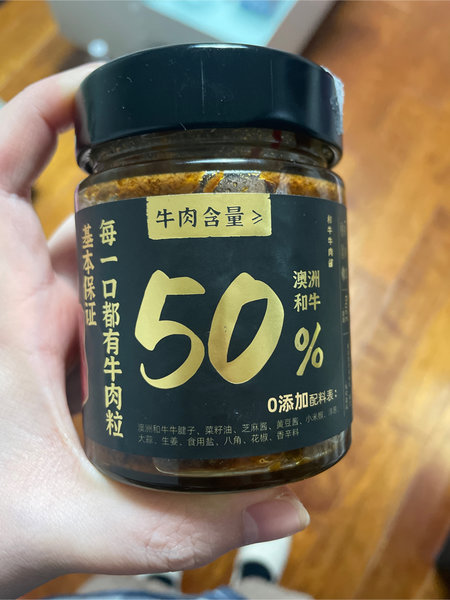 牛肉含量≥
50%
澳洲
和牛
每一口都有牛肉粒
基本保证
和牛牛肉酱
0添加配料表:
澳洲和牛牛腱子、菜籽油、芝麻酱、黄豆酱、小米椒、
大蒜、生姜、食用盐、八角、花椒、香辛料